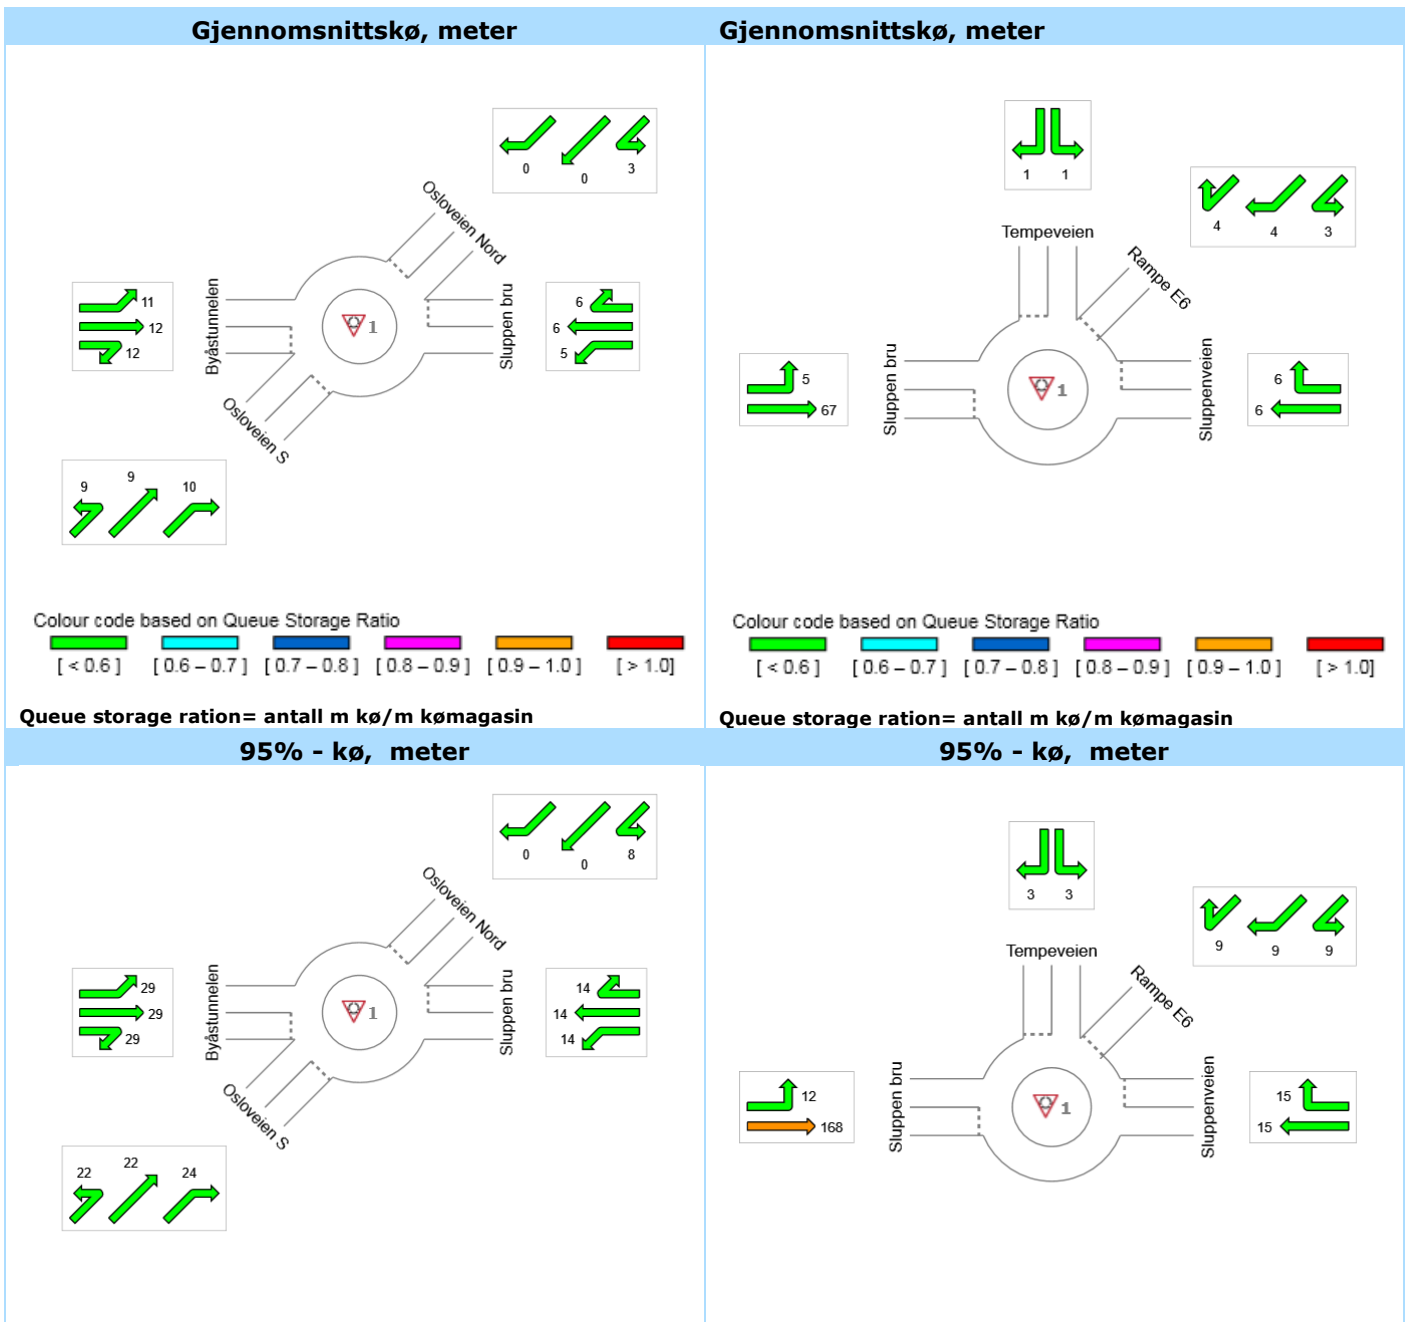 Gjennomsnittskø, meter
0
0
3
Osloveien Nord
11
12
12
Byåstunnelen
1
Sluppen bru
6
6
5
Osloveien S
9
9
10
Colour code based on Queue Storage Ratio
[ < 0.6 ] [ 0.6 – 0.7 ] [ 0.7 – 0.8 ] [ 0.8 – 0.9 ] [ 0.9 – 1.0 ] [ > 1.0]
Queue storage ration= antall m kø/m kømagasin
Gjennomsnittskø, meter
1 1
4 4 3
Tempeveien
Rampe E6
5
67
Sluppen bru
1
Sluppenveien
6
6
Colour code based on Queue Storage Ratio
[ < 0.6 ] [ 0.6 – 0.7 ] [ 0.7 – 0.8 ] [ 0.8 – 0.9 ] [ 0.9 – 1.0 ] [ > 1.0]
Queue storage ration= antall m kø/m kømagasin
95% - kø, meter
0
0
8
Osloveien Nord
29
29
29
Byåstunnelen
1
Sluppen bru
14
14
14
Osloveien S
22
22
24
95% - kø, meter
3 3
9 9 9
Tempeveien
Rampe E6
12
168
Sluppen bru
1
Sluppenveien
15
15